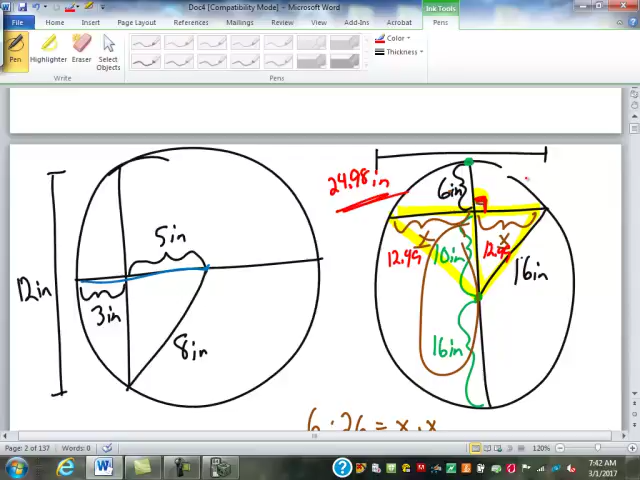 Doc4 [Compatibility Mode] - Microsoft Word
Ink Tools
File Home Insert Page Layout References Mailings Review View Add-Ins Acrobat Pens
Pen
Highlighter
Eraser
Select Objects
Color
Thickness
Write
Pens
24.98in
6in
5in
x
x
12.49
12.49
10in
16in
12in
3in
8in
16in
6 · 26 = x · x
Page: 2 of 137 Words: 0
120%
7:42 AM
3/1/2017